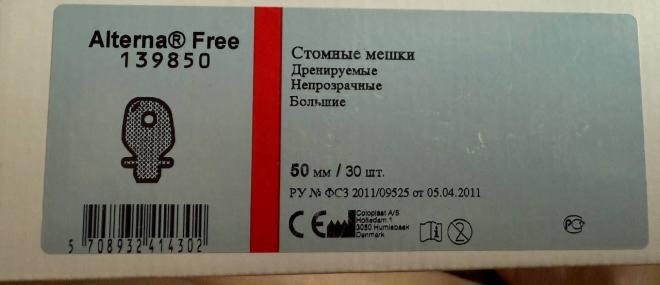 Alterna® Free
139850
Стомные мешки
Дренируемые
Непрозрачные
Большие
50 мм / 30 шт.
РУ № ФСЗ 2011/09525 от 05.04.2011
CE
Coloplast A/S
Holtedam 1
3050 Humlebaek
Denmark
5 708932 414302